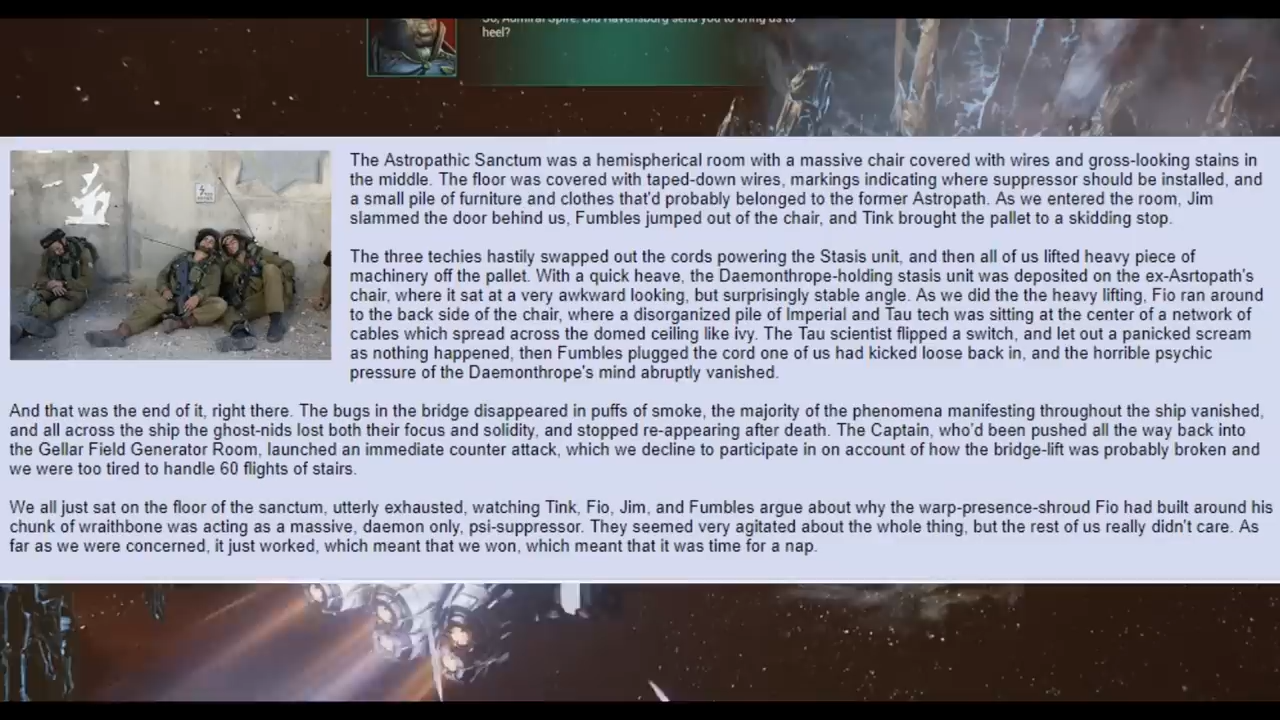 So, Admiral Spire. Did Ravensburg send you to bring us to
heel?
The Astropathic Sanctum was a hemispherical room with a massive chair covered with wires and gross-looking stains in
the middle. The floor was covered with taped-down wires, markings indicating where suppressor should be installed, and
a small pile of furniture and clothes that'd probably belonged to the former Astropath. As we entered the room, Jim
slammed the door behind us, Fumbles jumped out of the chair, and Tink brought the pallet to a skidding stop.
The three techies hastily swapped out the cords powering the Stasis unit, and then all of us lifted heavy piece of
machinery off the pallet. With a quick heave, the Daemonthrope-holding stasis unit was deposited on the ex-Asrtopath's
chair, where it sat at a very awkward looking, but surprisingly stable angle. As we did the the heavy lifting, Fio ran around
to the back side of the chair, where a disorganized pile of Imperial and Tau tech was sitting at the center of a network of
cables which spread across the domed ceiling like ivy. The Tau scientist flipped a switch, and let out a panicked scream
as nothing happened, then Fumbles plugged the cord one of us had kicked loose back in, and the horrible psychic
pressure of the Daemonthrope's mind abruptly vanished.
And that was the end of it, right there. The bugs in the bridge disappeared in puffs of smoke, the majority of the phenomena manifesting throughout the ship vanished,
and all across the ship the ghost-nids lost both their focus and solidity, and stopped re-appearing after death. The Captain, who'd been pushed all the way back into
the Gellar Field Generator Room, launched an immediate counter attack, which we decline to participate in on account of how the bridge-lift was probably broken and
we were too tired to handle 60 flights of stairs.
We all just sat on the floor of the sanctum, utterly exhausted, watching Tink, Fio, Jim, and Fumbles argue about why the warp-presence-shroud Fio had built around his
chunk of wraithbone was acting as a massive, daemon only, psi-suppressor. They seemed very agitated about the whole thing, but the rest of us really didn't care. As
far as we were concerned, it just worked, which meant that we won, which meant that it was time for a nap.